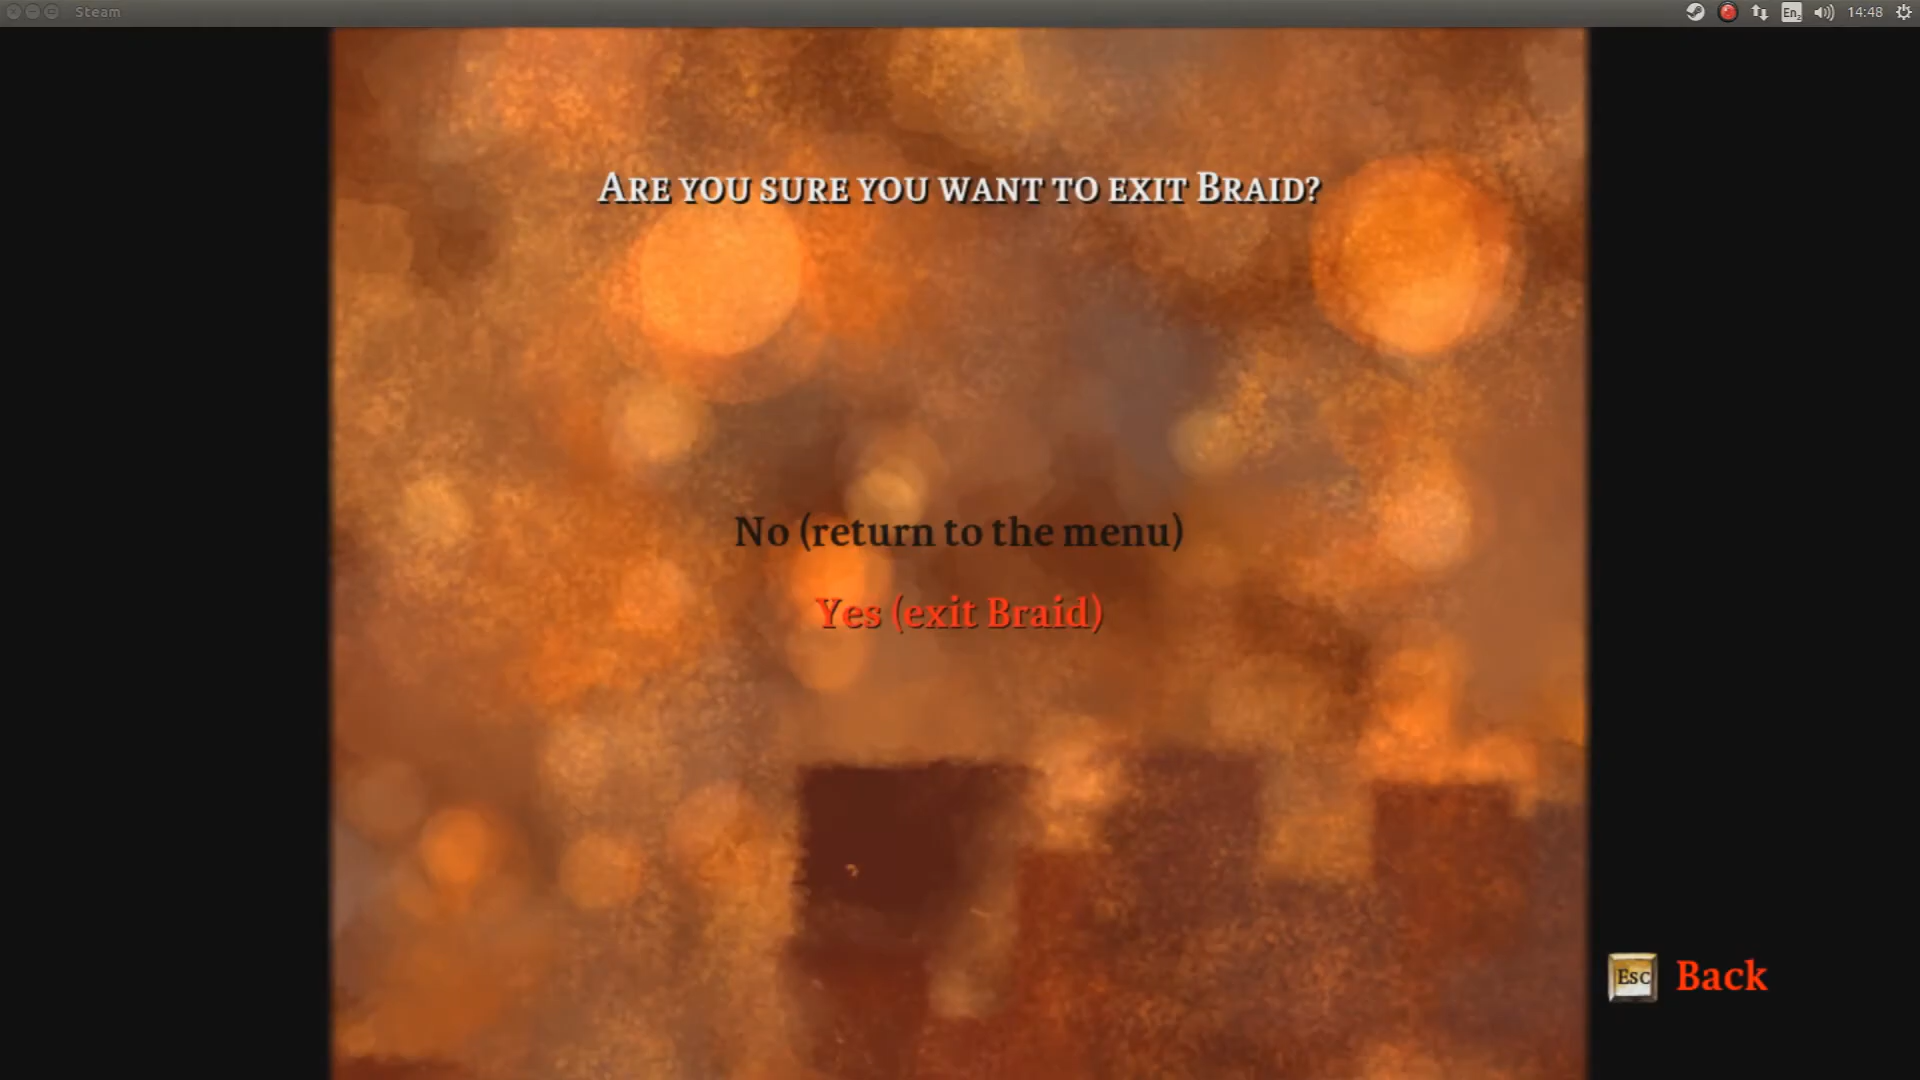 Steam
En₂
14:48
ARE YOU SURE YOU WANT TO EXIT BRAID?
No (return to the menu)
Yes (exit Braid)
Esc Back